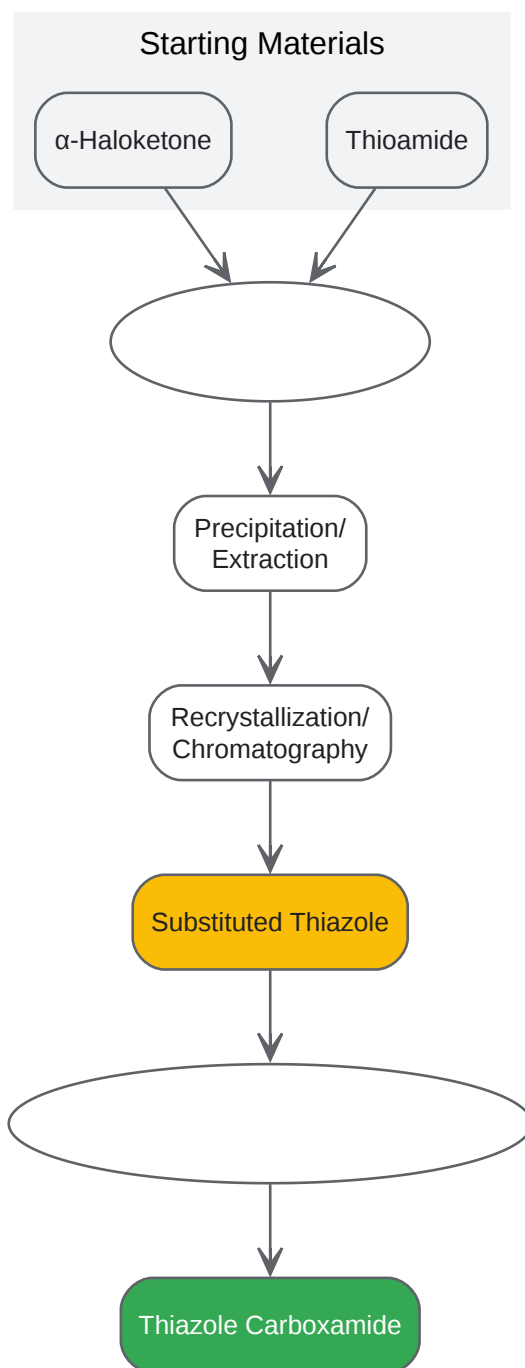 Starting Materials
α-Haloketone
Thioamide
Precipitation/
Extraction
Recrystallization/
Chromatography
Substituted Thiazole
Thiazole Carboxamide